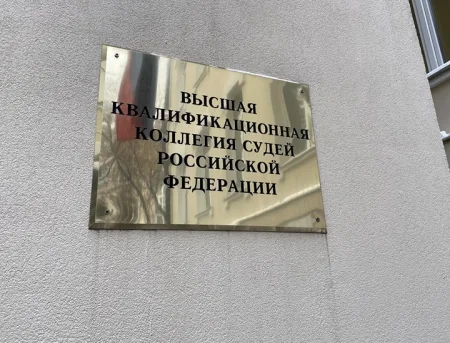 ВЫСШАЯ
КВАЛИФИКАЦИОННАЯ
КОЛЛЕГИЯ СУДЕЙ
РОССИЙСКОЙ
ФЕДЕРАЦИИ